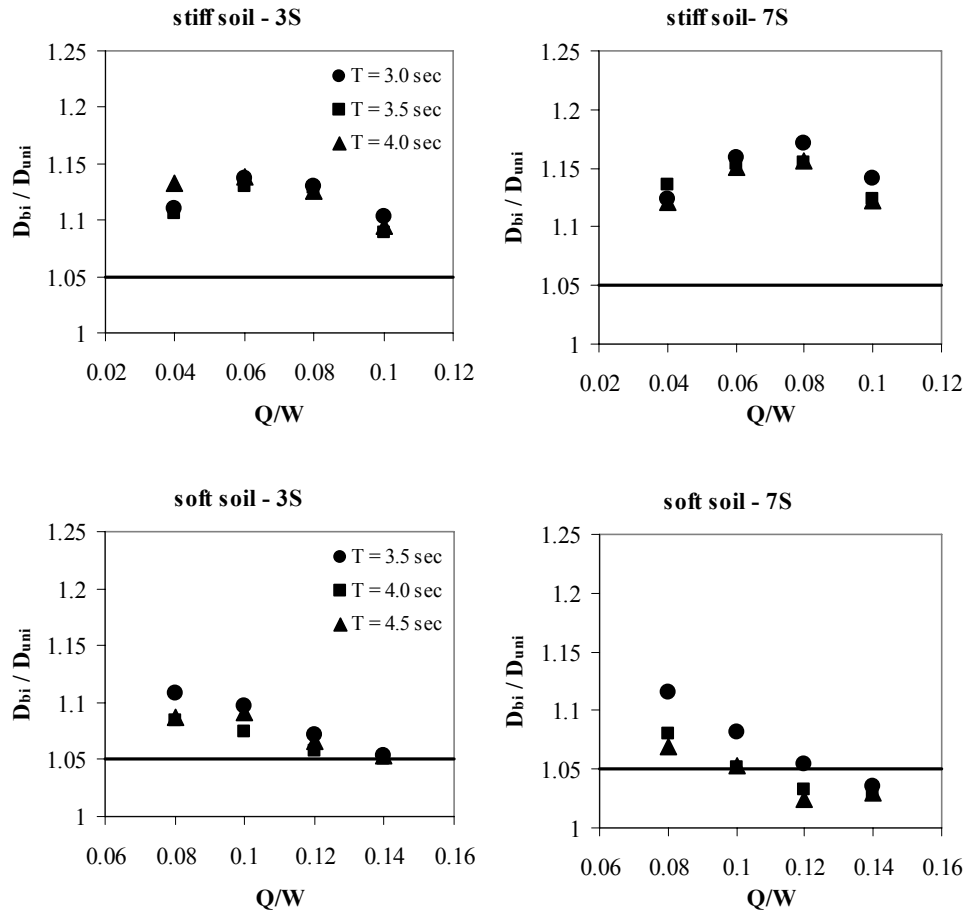 stiff soil - 3S
1.25
1.2
1.15
1.1
1.05
1
D_bi / D_uni
T = 3.0 sec
T = 3.5 sec
T = 4.0 sec
0.02 0.04 0.06 0.08 0.1 0.12
Q/W
stiff soil- 7S
1.25
1.2
1.15
1.1
1.05
1
D_bi / D_uni
0.02 0.04 0.06 0.08 0.1 0.12
Q/W
soft soil - 3S
1.25
1.2
1.15
1.1
1.05
1
D_bi / D_uni
T = 3.5 sec
T = 4.0 sec
T = 4.5 sec
0.06 0.08 0.1 0.12 0.14 0.16
Q/W
soft soil - 7S
1.25
1.2
1.15
1.1
1.05
1
D_bi / D_uni
0.06 0.08 0.1 0.12 0.14 0.16
Q/W